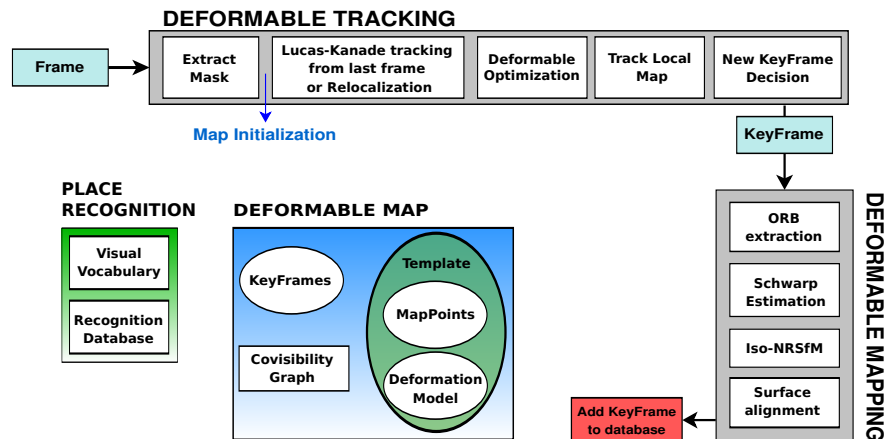 DEFORMABLE TRACKING
Frame
Extract
Mask
Lucas-Kanade tracking
from last frame
or Relocalization
Deformable
Optimization
Track Local
Map
New KeyFrame
Decision
Map Initialization
KeyFrame
PLACE
RECOGNITION
Visual
Vocabulary
Recognition
Database
DEFORMABLE MAP
KeyFrames
Covisibility
Graph
Template
MapPoints
Deformation
Model
DEFORMABLE MAPPING
ORB
extraction
Schwarp
Estimation
Iso-NRSfM
Surface
alignment
Add KeyFrame
to database